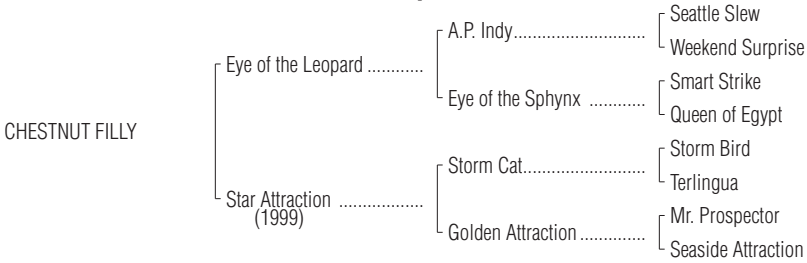 Seattle Slew
A.P. Indy............................
Weekend Surprise
Eye of the Leopard ............
Smart Strike
Eye of the Sphynx ............
Queen of Egypt
CHESTNUT FILLY
Storm Bird
Storm Cat..........................
Terlingua
Star Attraction ..................
(1999)
Mr. Prospector
Golden Attraction ..............
Seaside Attraction